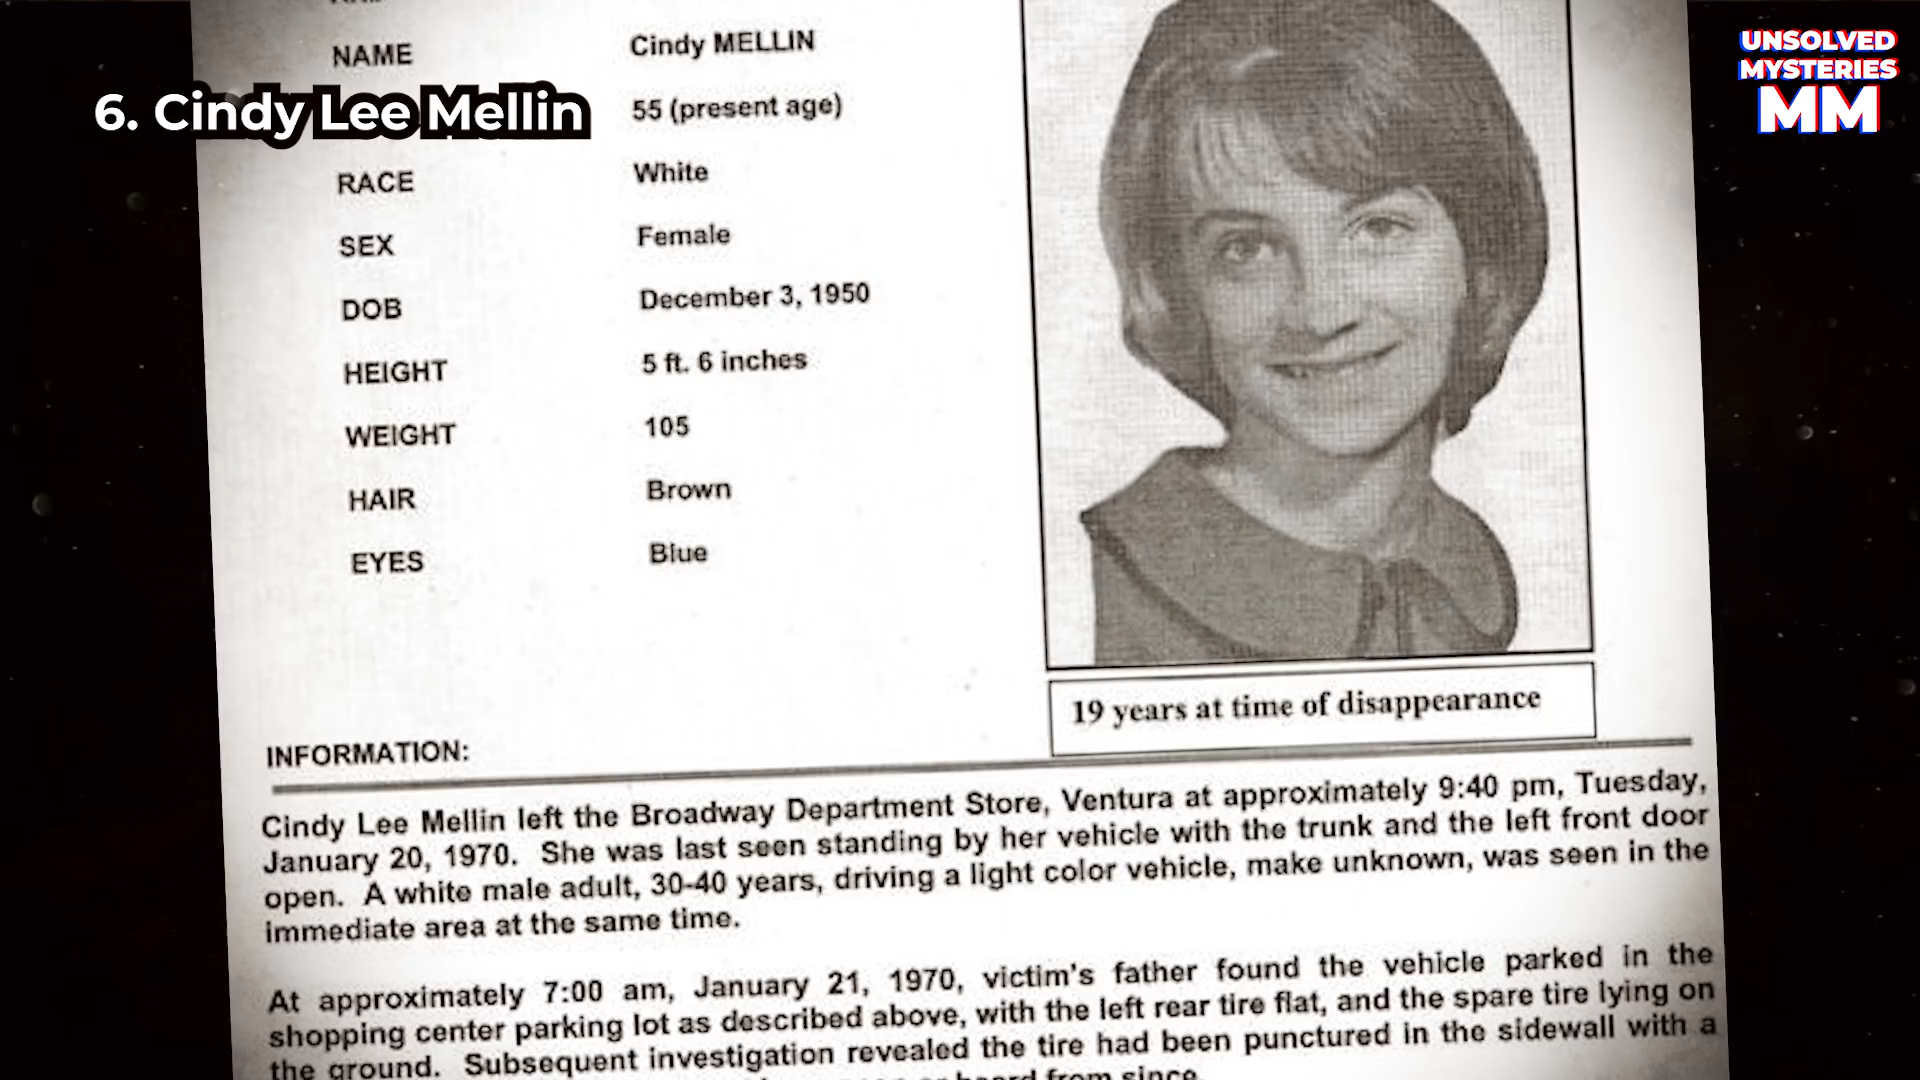 NAME Cindy MELLIN
6. Cindy Lee Mellin
55 (present age)
RACE White
SEX Female
DOB December 3, 1950
HEIGHT 5 ft. 6 inches
WEIGHT 105
HAIR Brown
EYES Blue
UNSOLVED
MYSTERIES
MM
19 years at time of disappearance
INFORMATION:
Cindy Lee Mellin left the Broadway Department Store, Ventura at approximately 9:40 pm, Tuesday,
January 20, 1970. She was last seen standing by her vehicle with the trunk and the left front door
open. A white male adult, 30-40 years, driving a light color vehicle, make unknown, was seen in the
immediate area at the same time.
At approximately 7:00 am, January 21, 1970, victim's father found the vehicle parked in the
shopping center parking lot as described above, with the left rear tire flat, and the spare tire lying on
the ground. Subsequent investigation revealed the tire had been punctured in the sidewall with a
heard from since.